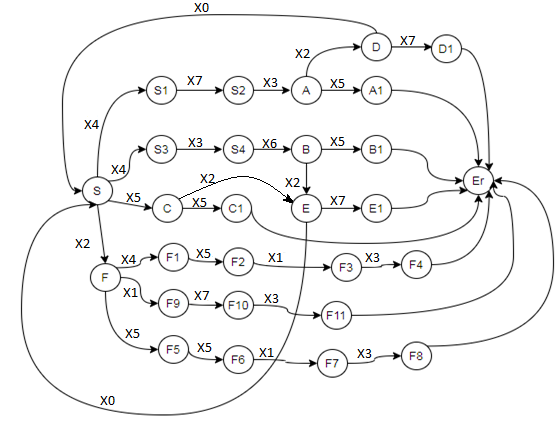 X0
D X7 D1
X2
S1 X7 S2 X3 A X5 A1
X4
S3 X3 S4 X6 B X5 B1
X4 X2 X2 Er
S X5 C X5 C1 E X7 E1
X2
F X4 F1 X5 F2 X1 F3 X3 F4
X1 F9 X7 F10 X3 F11
X5 F5 X5 F6 X1 F7 X3 F8
X0